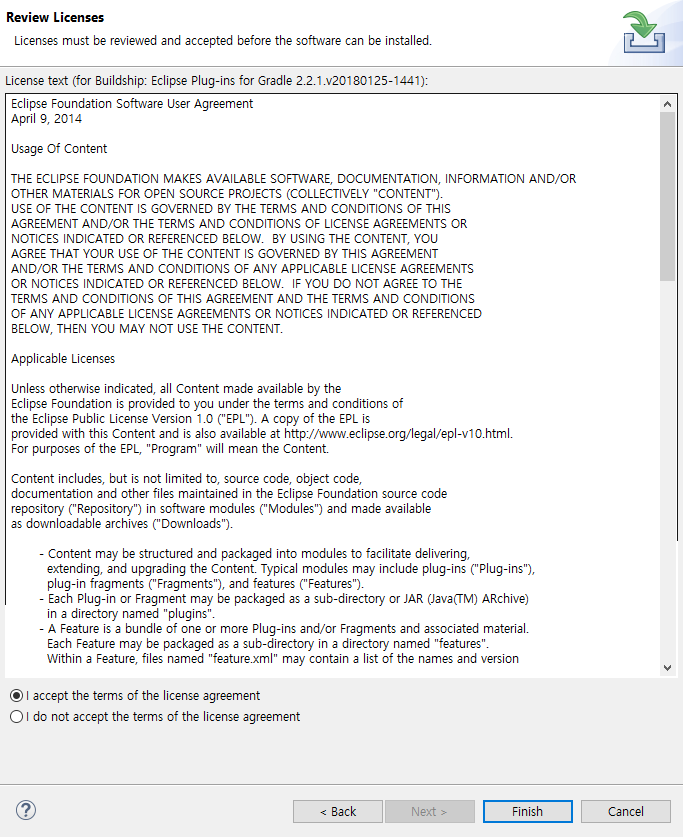 Review Licenses
Licenses must be reviewed and accepted before the software can be installed.
License text (for Buildship: Eclipse Plug-ins for Gradle 2.2.1.v20180125-1441):
Eclipse Foundation Software User Agreement
April 9, 2014
Usage Of Content
THE ECLIPSE FOUNDATION MAKES AVAILABLE SOFTWARE, DOCUMENTATION, INFORMATION AND/OR
OTHER MATERIALS FOR OPEN SOURCE PROJECTS (COLLECTIVELY "CONTENT").
USE OF THE CONTENT IS GOVERNED BY THE TERMS AND CONDITIONS OF THIS
AGREEMENT AND/OR THE TERMS AND CONDITIONS OF LICENSE AGREEMENTS OR
NOTICES INDICATED OR REFERENCED BELOW.  BY USING THE CONTENT, YOU
AGREE THAT YOUR USE OF THE CONTENT IS GOVERNED BY THIS AGREEMENT
AND/OR THE TERMS AND CONDITIONS OF ANY APPLICABLE LICENSE AGREEMENTS
OR NOTICES INDICATED OR REFERENCED BELOW.  IF YOU DO NOT AGREE TO THE
TERMS AND CONDITIONS OF THIS AGREEMENT AND THE TERMS AND CONDITIONS
OF ANY APPLICABLE LICENSE AGREEMENTS OR NOTICES INDICATED OR REFERENCED
BELOW, THEN YOU MAY NOT USE THE CONTENT.
Applicable Licenses
Unless otherwise indicated, all Content made available by the
Eclipse Foundation is provided to you under the terms and conditions of
the Eclipse Public License Version 1.0 ("EPL"). A copy of the EPL is
provided with this Content and is also available at http://www.eclipse.org/legal/epl-v10.html.
For purposes of the EPL, "Program" will mean the Content.
Content includes, but is not limited to, source code, object code,
documentation and other files maintained in the Eclipse Foundation source code
repository ("Repository") in software modules ("Modules") and made available
as downloadable archives ("Downloads").
- Content may be structured and packaged into modules to facilitate delivering,
extending, and upgrading the Content. Typical modules may include plug-ins ("Plug-ins"),
plug-in fragments ("Fragments"), and features ("Features").
- Each Plug-in or Fragment may be packaged as a sub-directory or JAR (Java(TM) ARchive)
in a directory named "plugins".
- A Feature is a bundle of one or more Plug-ins and/or Fragments and associated material.
Each Feature may be packaged as a sub-directory in a directory named "features".
Within a Feature, files named "feature.xml" may contain a list of the names and version
I accept the terms of the license agreement
I do not accept the terms of the license agreement
? < Back Next > Finish Cancel